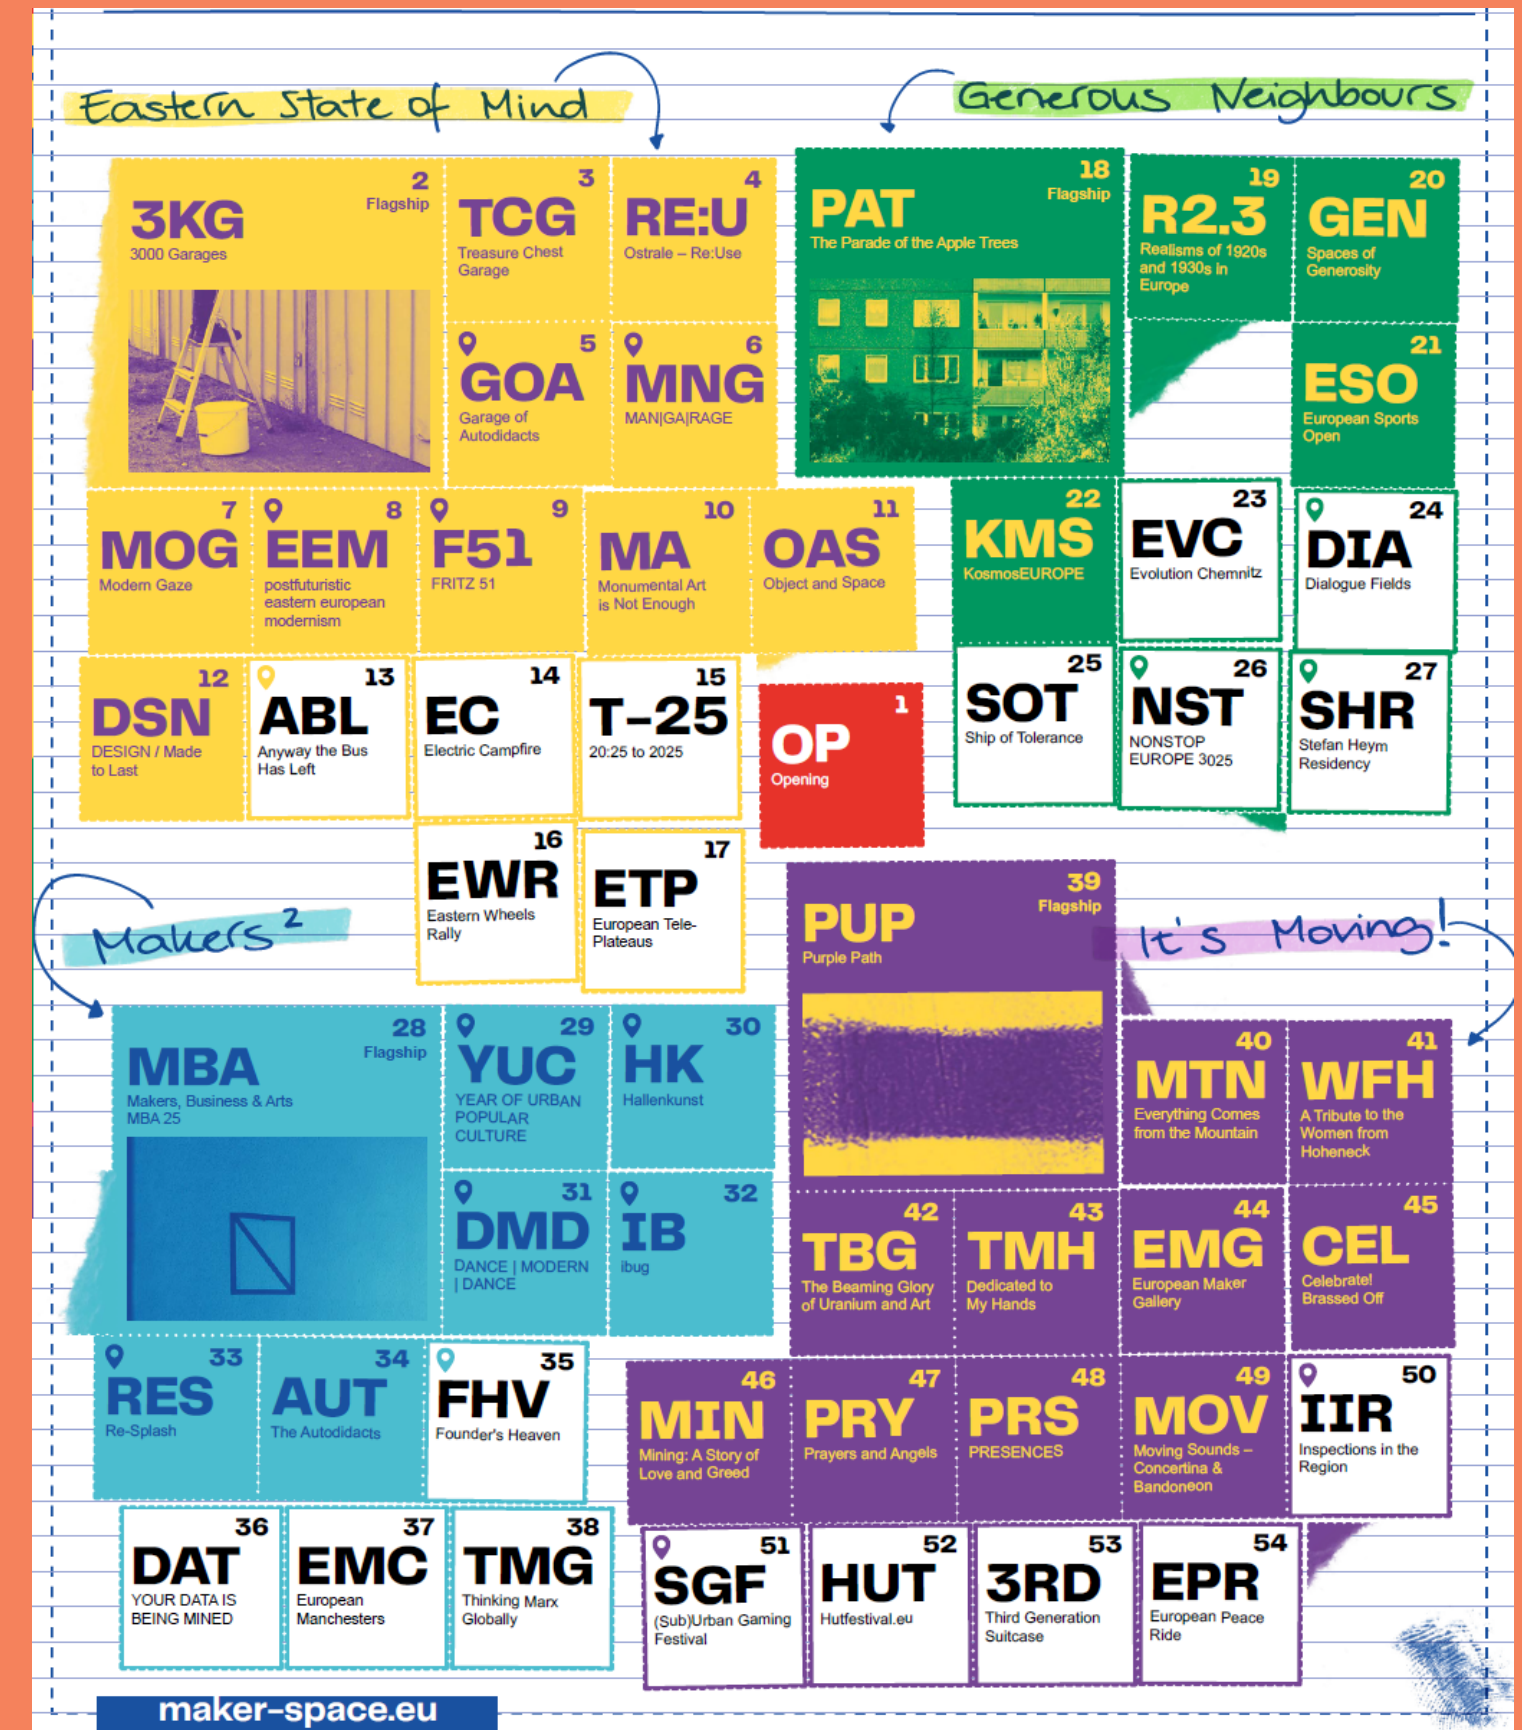 Eastern State of Mind
Generous Neighbours
2
Flagship
3KG
3000 Garages
3
TCG
Treasure Chest
Garage
4
RE:U
Ostrale – Re:Use
5
GOA
Garage of
Autodidacts
6
MNG
MAN|GA|RAGE
18
Flagship
PAT
The Parade of the Apple Trees
19
R2.3
Realisms of 1920s
and 1930s in
Europe
20
GEN
Spaces of
Generosity
21
ESO
European Sports
Open
7
MOG
Modern Gaze
8
EEM
postfuturistic
eastern european
modernism
9
F51
FRITZ 51
10
MA
Monumental Art
is Not Enough
11
OAS
Object and Space
22
KMS
KosmosEUROPE
23
EVC
Evolution Chemnitz
24
DIA
Dialogue Fields
12
DSN
DESIGN / Made
to Last
13
ABL
Anyway the Bus
Has Left
14
EC
Electric Campfire
15
T-25
20:25 to 2025
1
OP
Opening
25
SOT
Ship of Tolerance
26
NST
NONSTOP
EUROPE 3025
27
SHR
Stefan Heym
Residency
16
EWR
Eastern Wheels
Rally
17
ETP
European Tele-
Plateaus
Makers²
It's Moving!
28
Flagship
MBA
Makers, Business & Arts
MBA 25
29
YUC
YEAR OF URBAN
POPULAR
CULTURE
30
HK
Hallenkunst
31
DMD
DANCE | MODERN
| DANCE
32
IB
ibug
39
Flagship
PUP
Purple Path
40
MTN
Everything Comes
from the Mountain
41
WFH
A Tribute to the
Women from
Hoheneck
42
TBG
The Beaming Glory
of Uranium and Art
43
TMH
Dedicated to
My Hands
44
EMG
European Maker
Gallery
45
CEL
Celebrate!
Brassed Off
33
RES
Re-Splash
34
AUT
The Autodidacts
35
FHV
Founder's Heaven
46
MIN
Mining: A Story of
Love and Greed
47
PRY
Prayers and Angels
48
PRS
PRESENCES
49
MOV
Moving Sounds –
Concertina &
Bandoneon
50
IIR
Inspections in the
Region
36
DAT
YOUR DATA IS
BEING MINED
37
EMC
European
Manchesters
38
TMG
Thinking Marx
Globally
51
SGF
(Sub)Urban Gaming
Festival
52
HUT
Hutfestival.eu
53
3RD
Third Generation
Suitcase
54
EPR
European Peace
Ride
maker-space.eu